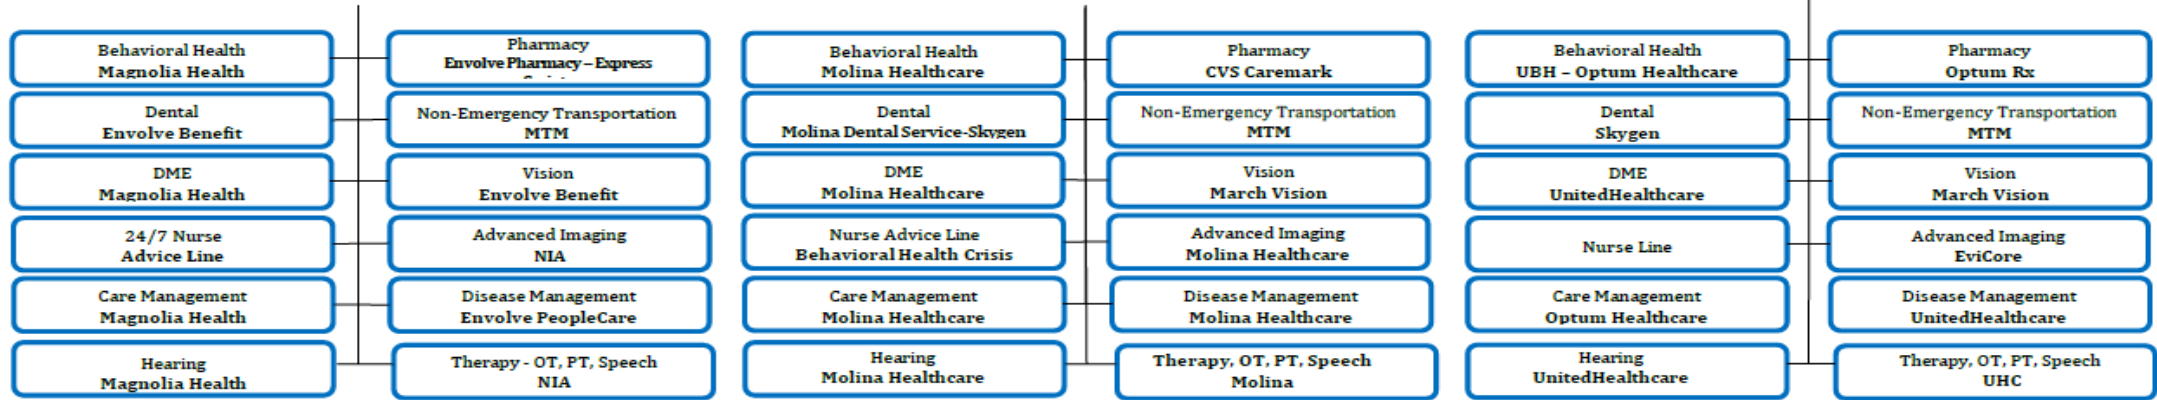 Behavioral Health
Magnolia Health
Pharmacy
Envolve Pharmacy – Express
Dental
Envolve Benefit
Non-Emergency Transportation
MTM
DME
Magnolia Health
Vision
Envolve Benefit
24/7 Nurse
Advice Line
Advanced Imaging
NIA
Care Management
Magnolia Health
Disease Management
Envolve PeopleCare
Hearing
Magnolia Health
Therapy - OT, PT, Speech
NIA
Behavioral Health
Molina Healthcare
Pharmacy
CVS Caremark
Dental
Molina Dental Service-Skygen
Non-Emergency Transportation
MTM
DME
Molina Healthcare
Vision
March Vision
Nurse Advice Line
Behavioral Health Crisis
Advanced Imaging
Molina Healthcare
Care Management
Molina Healthcare
Disease Management
Molina Healthcare
Hearing
Molina Healthcare
Therapy, OT, PT, Speech
Molina
Behavioral Health
UBH – Optum Healthcare
Pharmacy
Optum Rx
Dental
Skygen
Non-Emergency Transportation
MTM
DME
UnitedHealthcare
Vision
March Vision
Nurse Line
Advanced Imaging
EviCore
Care Management
Optum Healthcare
Disease Management
UnitedHealthcare
Hearing
UnitedHealthcare
Therapy, OT, PT, Speech
UHC